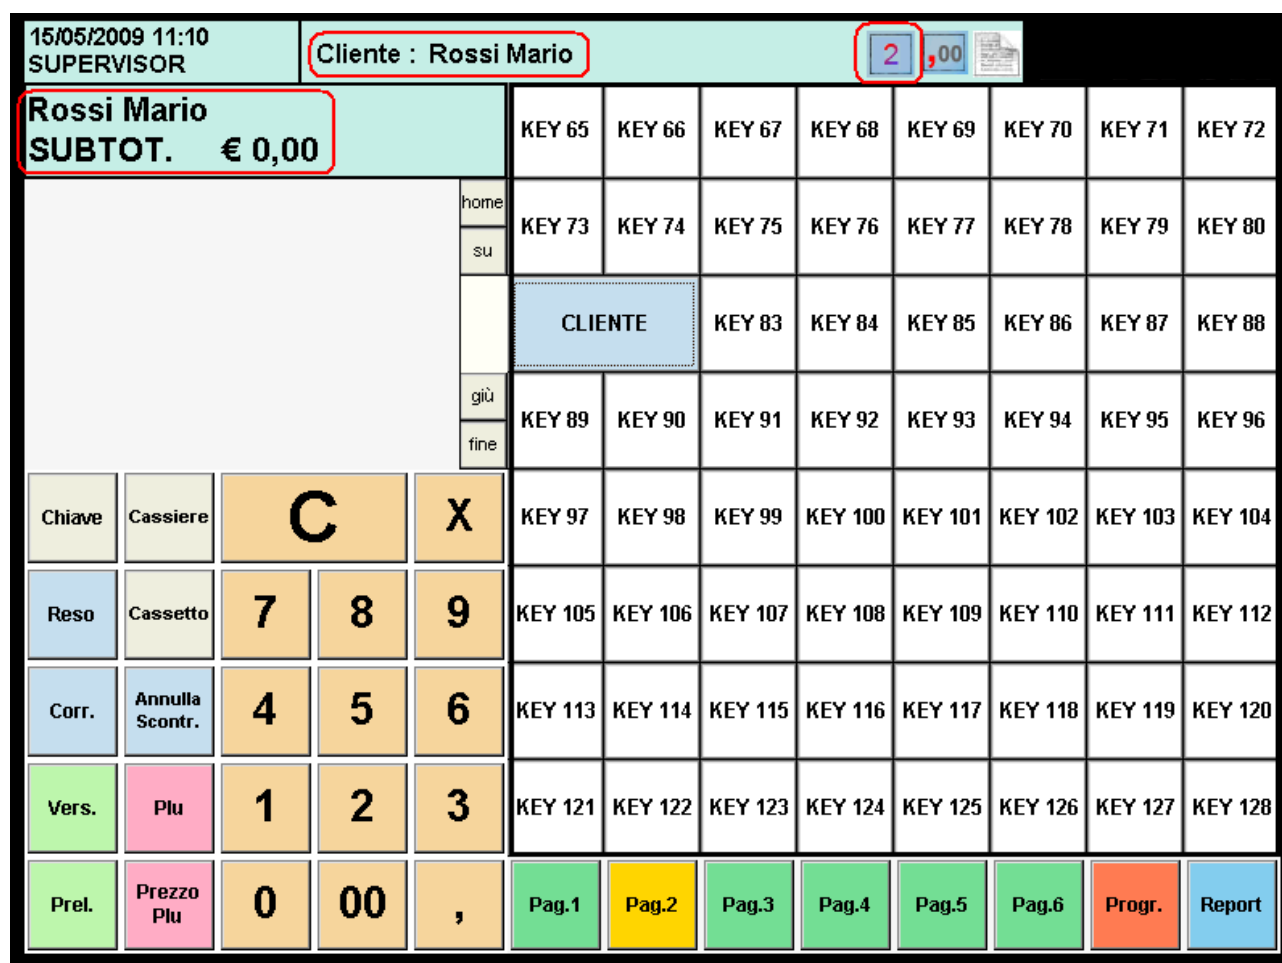 15/05/2009 11:10
SUPERVISOR
Cliente : Rossi Mario
2
,00
Rossi Mario
SUBTOT. € 0,00
home
su
giù
fine
KEY 65 KEY 66 KEY 67 KEY 68 KEY 69 KEY 70 KEY 71 KEY 72
KEY 73 KEY 74 KEY 75 KEY 76 KEY 77 KEY 78 KEY 79 KEY 80
CLIENTE KEY 83 KEY 84 KEY 85 KEY 86 KEY 87 KEY 88
KEY 89 KEY 90 KEY 91 KEY 92 KEY 93 KEY 94 KEY 95 KEY 96
Chiave Cassiere C X KEY 97 KEY 98 KEY 99 KEY 100 KEY 101 KEY 102 KEY 103 KEY 104
Reso Cassetto 7 8 9 KEY 105 KEY 106 KEY 107 KEY 108 KEY 109 KEY 110 KEY 111 KEY 112
Corr. Annulla Scontr. 4 5 6 KEY 113 KEY 114 KEY 115 KEY 116 KEY 117 KEY 118 KEY 119 KEY 120
Vers. Plu 1 2 3 KEY 121 KEY 122 KEY 123 KEY 124 KEY 125 KEY 126 KEY 127 KEY 128
Prel. Prezzo Plu 0 00 , Pag.1 Pag.2 Pag.3 Pag.4 Pag.5 Pag.6 Progr. Report